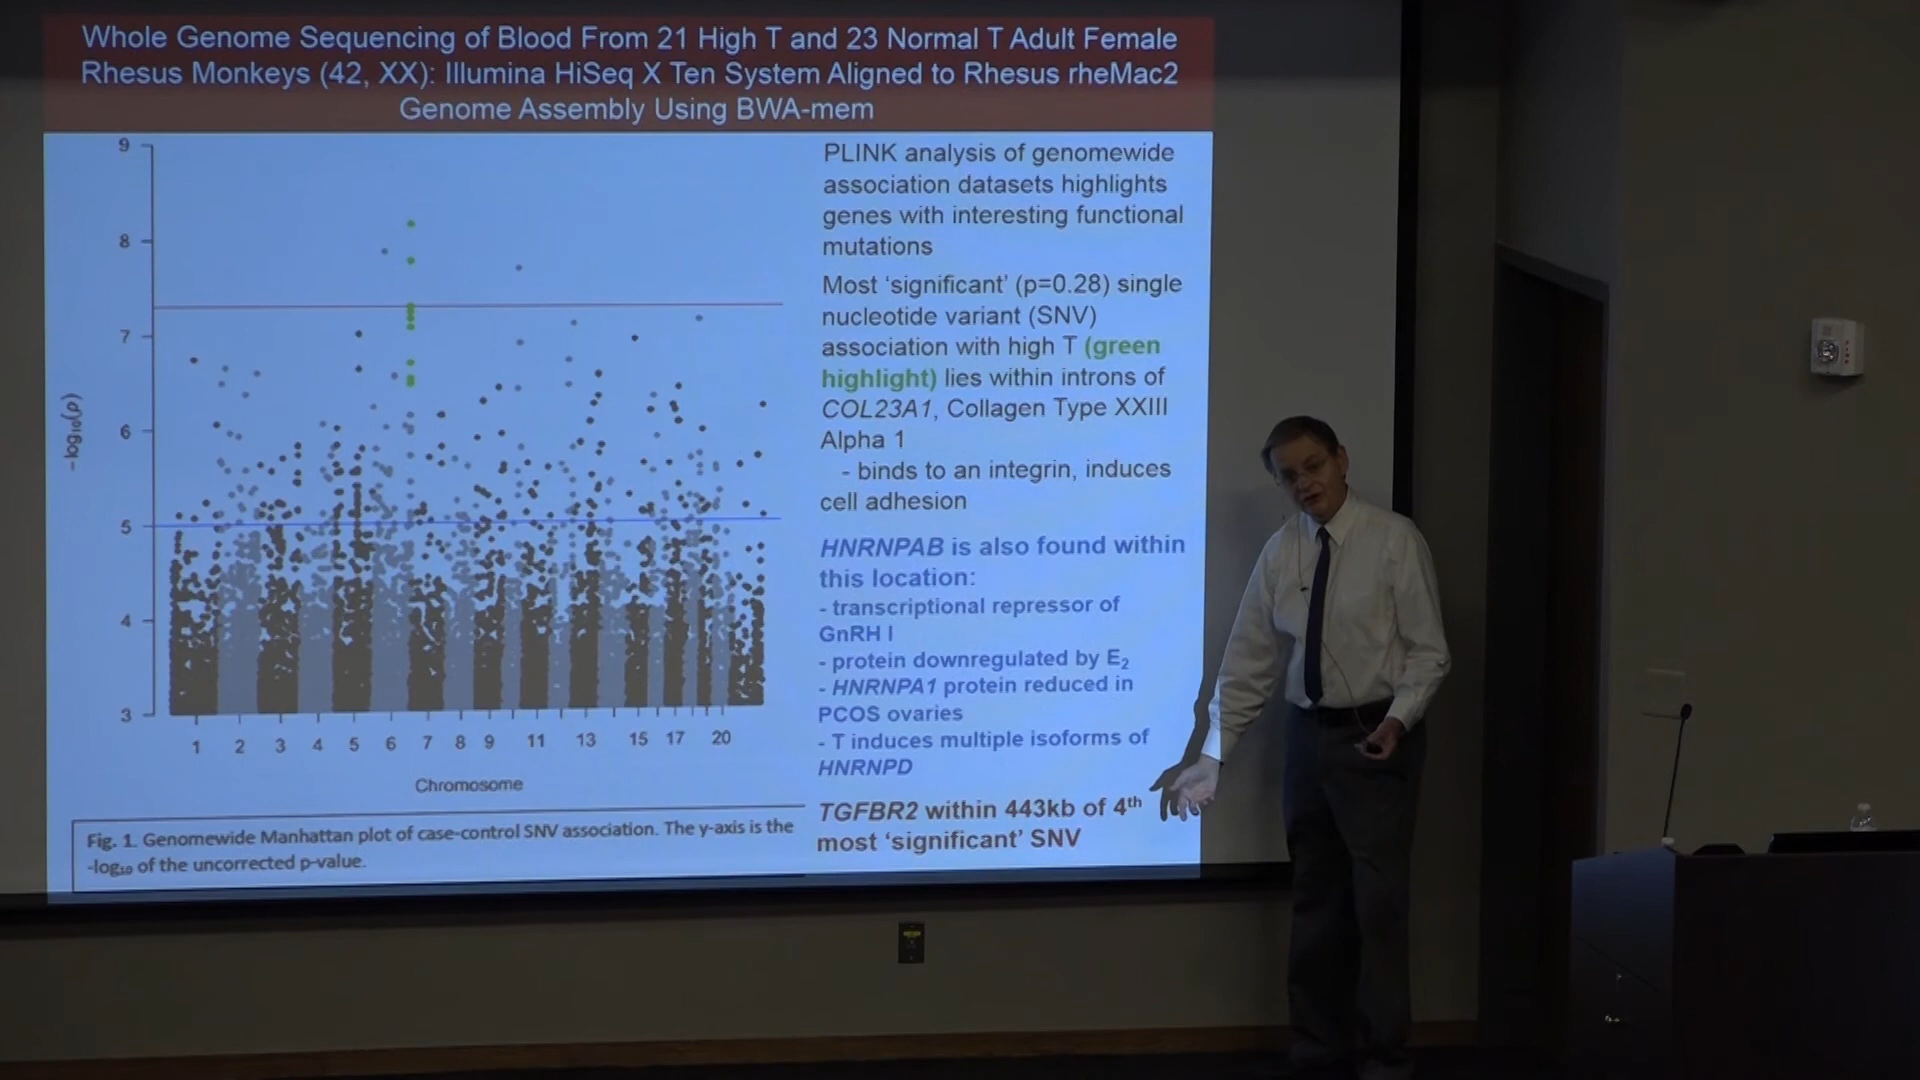 Whole Genome Sequencing of Blood From 21 High T and 23 Normal T Adult Female
Rhesus Monkeys (42, XX): Illumina HiSeq X Ten System Aligned to Rhesus rheMac2
Genome Assembly Using BWA-mem
9
8
7
6
5
4
3
-log₁₀(p)
1 2 3 4 5 6 7 8 9 11 13 15 17 20
Chromosome
Fig. 1. Genomewide Manhattan plot of case-control SNV association. The y-axis is the
-log₁₀ of the uncorrected p-value.
PLINK analysis of genomewide
association datasets highlights
genes with interesting functional
mutations
Most ‘significant’ (p=0.28) single
nucleotide variant (SNV)
association with high T (green
highlight) lies within introns of
COL23A1, Collagen Type XXIII
Alpha 1
- binds to an integrin, induces
cell adhesion
HNRNPAB is also found within
this location:
- transcriptional repressor of
GnRH I
- protein downregulated by E₂
- HNRNPA1 protein reduced in
PCOS ovaries
- T induces multiple isoforms of
HNRNPD
TGFBR2 within 443kb of 4th
most ‘significant’ SNV